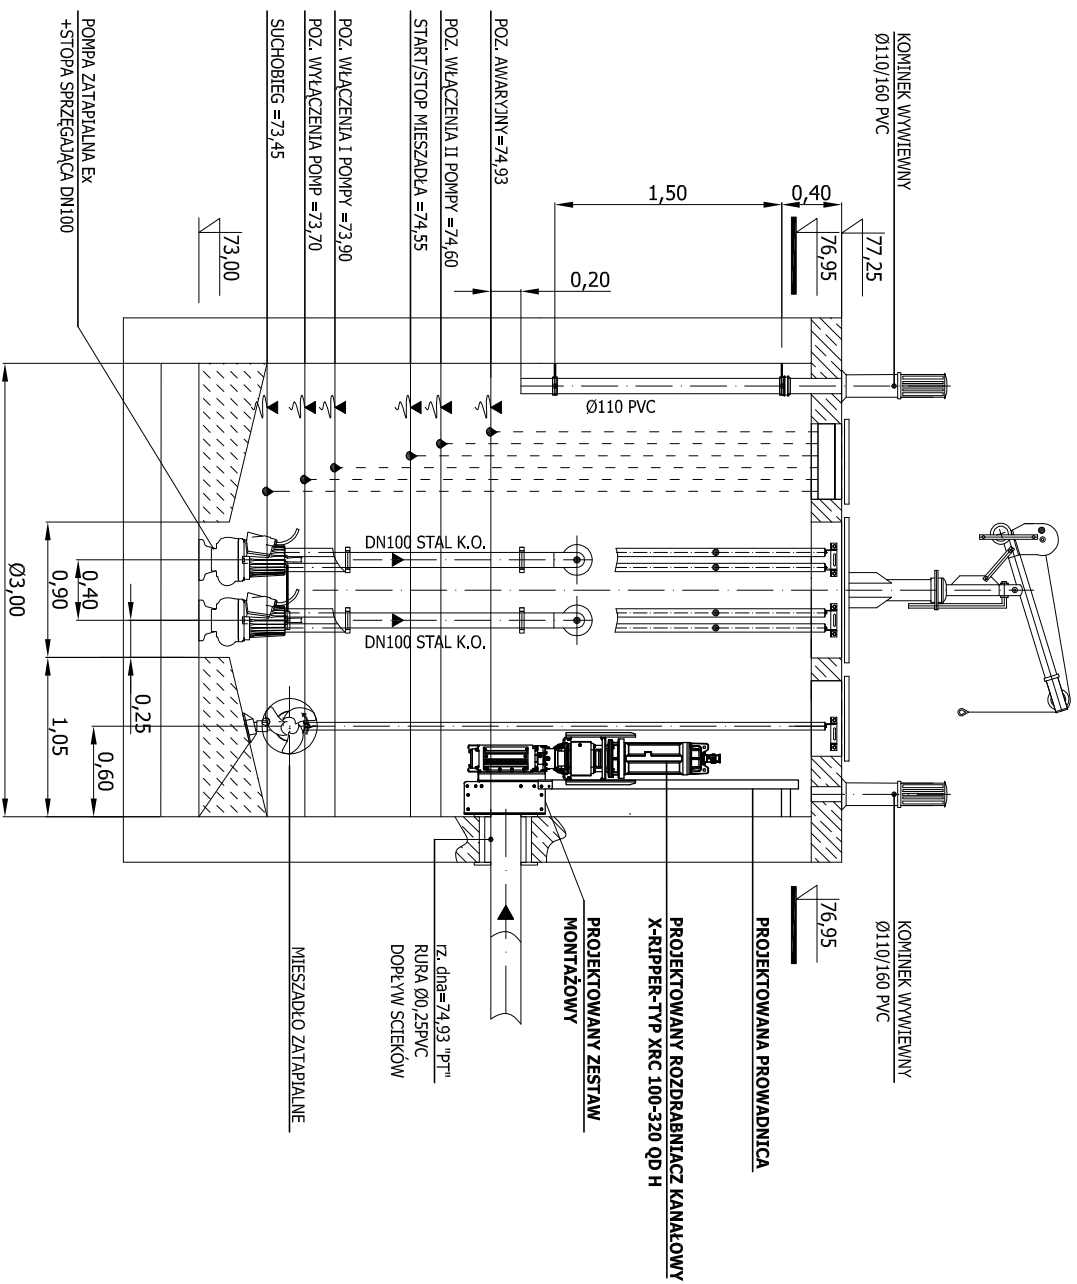 KOMINEK WYWIEWNY
Ø110/160 PVC
77,25
76,95
0,40
1,50
0,20
POZ. AWARYJNY=74,93
POZ. WŁĄCZENIA II POMPY =74,60
START/STOP MIESZADŁA =74,55
POZ. WŁĄCZENIA I POMPY =73,90
POZ. WYŁĄCZENIA POMP =73,70
SUCHOBIEG =73,45
73,00
POMPA ZATAPIALNA Ex
+STOPA SPRZĘGAJĄCA DN100
Ø110 PVC
DN100 STAL K.O.
DN100 STAL K.O.
0,40
0,90
Ø3,00
0,25
1,05
0,60
KOMINEK WYWIEWNY
Ø110/160 PVC
76,95
PROJEKTOWANA PROWADNICA
PROJEKTOWANY ROZDRABNIACZ KANAŁOWY
X-RIPPER-TYP XRC 100-320 QD H
PROJEKTOWANY ZESTAW
MONTAŻOWY
rz. dna=74,93 "PT"
RURA Ø0,25PVC
DOPŁYW SCIEKÓW
MIESZADŁO ZATAPIALNE